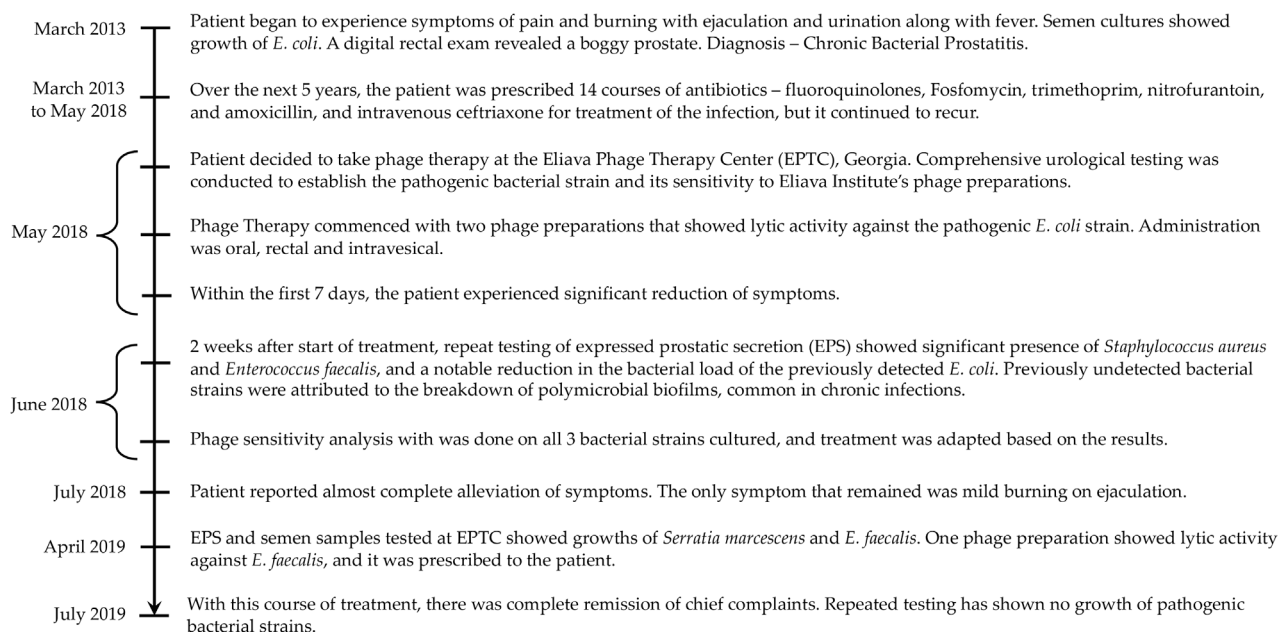 March 2013
Patient began to experience symptoms of pain and burning with ejaculation and urination along with fever. Semen cultures showed
growth of E. coli. A digital rectal exam revealed a boggy prostate. Diagnosis – Chronic Bacterial Prostatitis.
March 2013
to May 2018
Over the next 5 years, the patient was prescribed 14 courses of antibiotics – fluoroquinolones, Fosfomycin, trimethoprim, nitrofurantoin,
and amoxicillin, and intravenous ceftriaxone for treatment of the infection, but it continued to recur.
May 2018
Patient decided to take phage therapy at the Eliava Phage Therapy Center (EPTC), Georgia. Comprehensive urological testing was
conducted to establish the pathogenic bacterial strain and its sensitivity to Eliava Institute's phage preparations.
Phage Therapy commenced with two phage preparations that showed lytic activity against the pathogenic E. coli strain. Administration
was oral, rectal and intravesical.
Within the first 7 days, the patient experienced significant reduction of symptoms.
June 2018
2 weeks after start of treatment, repeat testing of expressed prostatic secretion (EPS) showed significant presence of Staphylococcus aureus
and Enterococcus faecalis, and a notable reduction in the bacterial load of the previously detected E. coli. Previously undetected bacterial
strains were attributed to the breakdown of polymicrobial biofilms, common in chronic infections.
Phage sensitivity analysis with was done on all 3 bacterial strains cultured, and treatment was adapted based on the results.
July 2018
Patient reported almost complete alleviation of symptoms. The only symptom that remained was mild burning on ejaculation.
April 2019
EPS and semen samples tested at EPTC showed growths of Serratia marcescens and E. faecalis. One phage preparation showed lytic activity
against E. faecalis, and it was prescribed to the patient.
July 2019
With this course of treatment, there was complete remission of chief complaints. Repeated testing has shown no growth of pathogenic
bacterial strains.